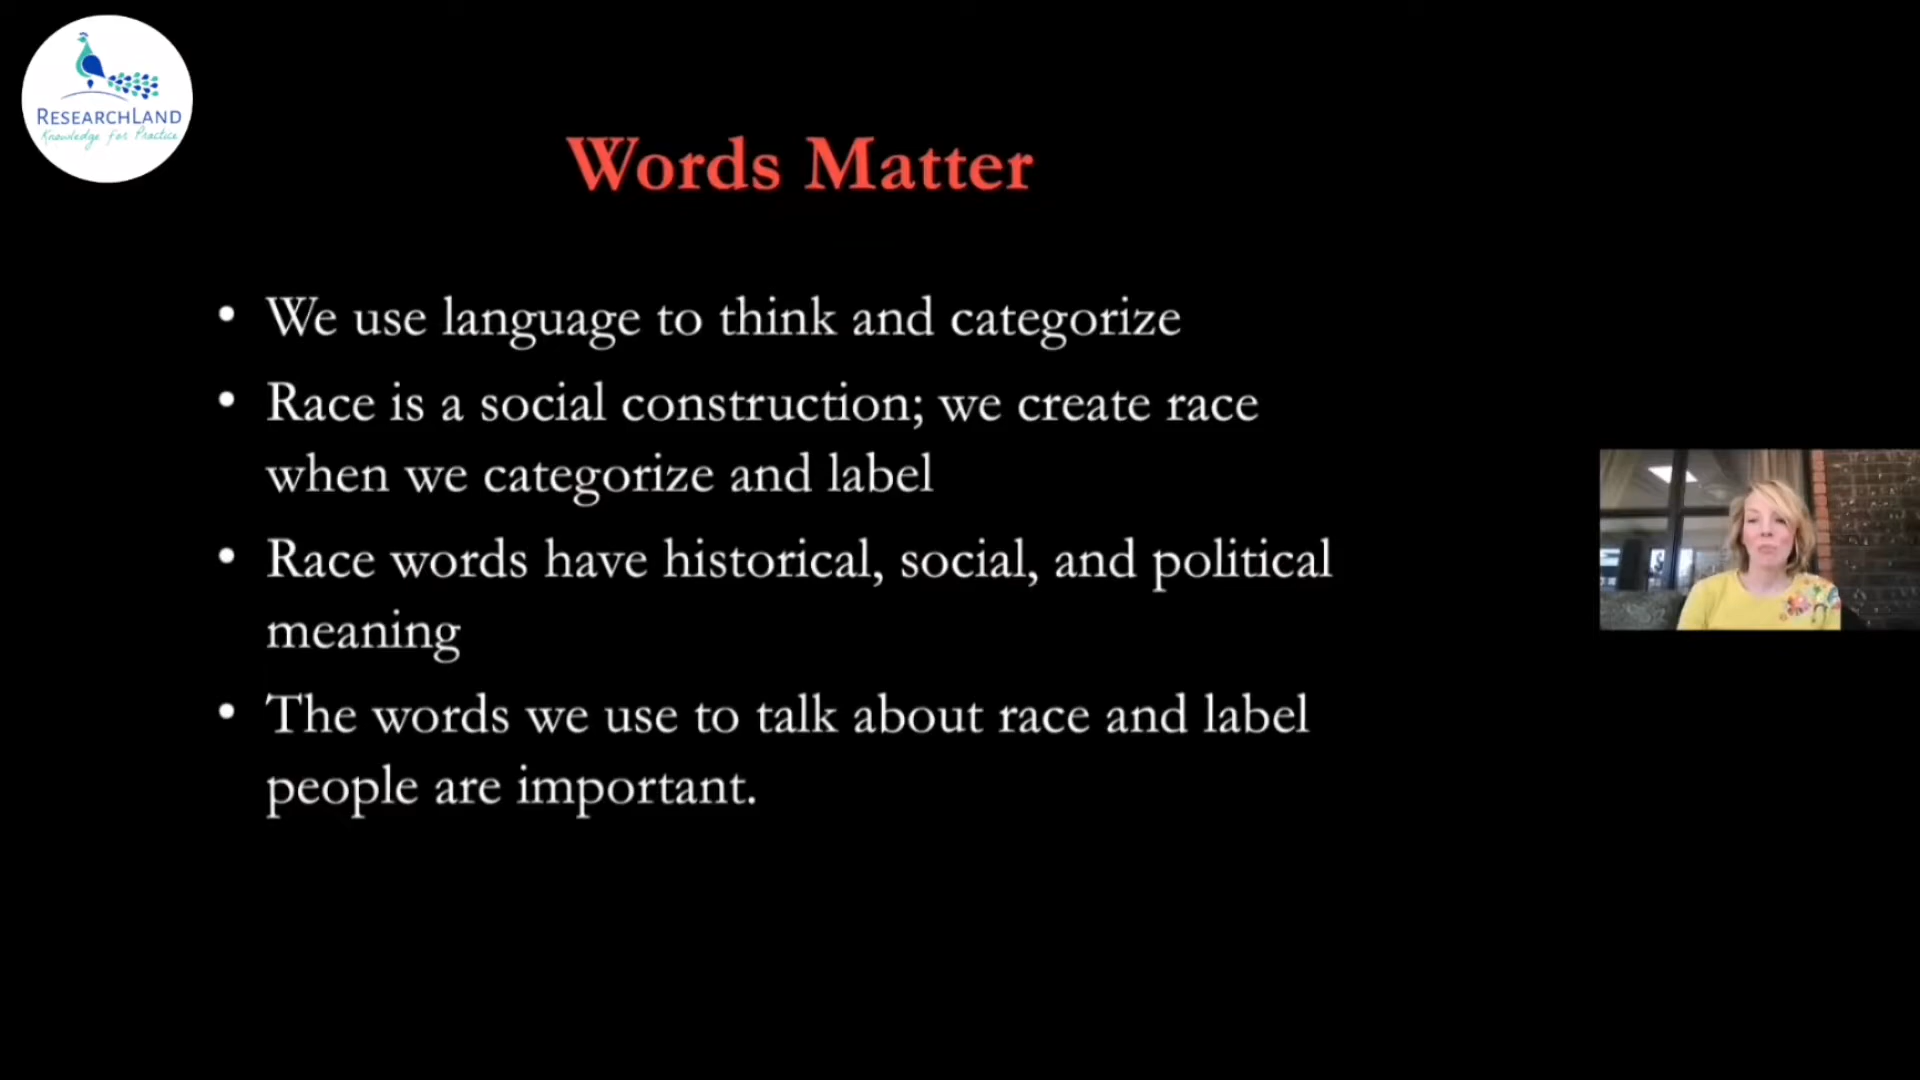 RESEARCHLAND
Knowledge for Practice
Words Matter
• We use language to think and categorize
• Race is a social construction; we create race
when we categorize and label
• Race words have historical, social, and political
meaning
• The words we use to talk about race and label
people are important.